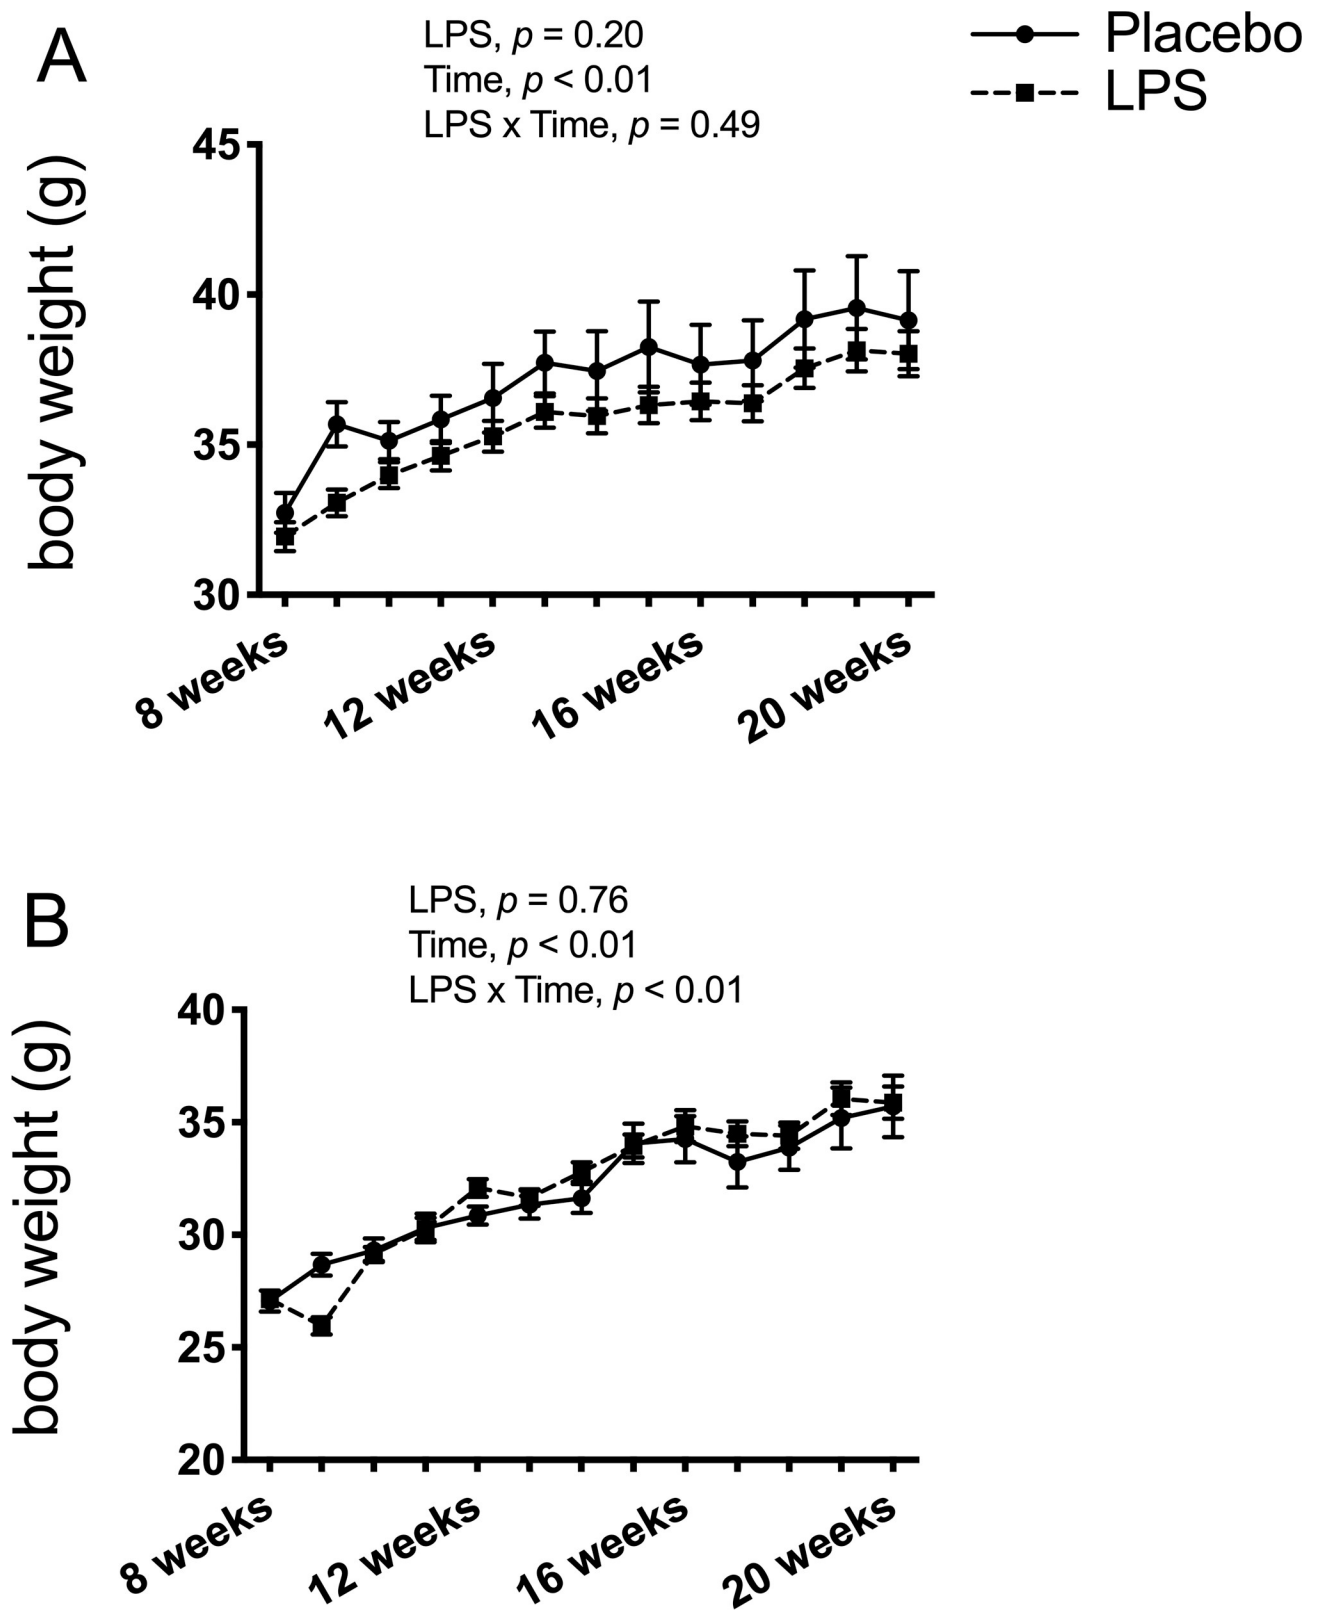 A
LPS, p = 0.20
Time, p < 0.01
LPS x Time, p = 0.49
Placebo
LPS
body weight (g)
45
40
35
30
8 weeks
12 weeks
16 weeks
20 weeks
B
LPS, p = 0.76
Time, p < 0.01
LPS x Time, p < 0.01
body weight (g)
40
35
30
25
20
8 weeks
12 weeks
16 weeks
20 weeks